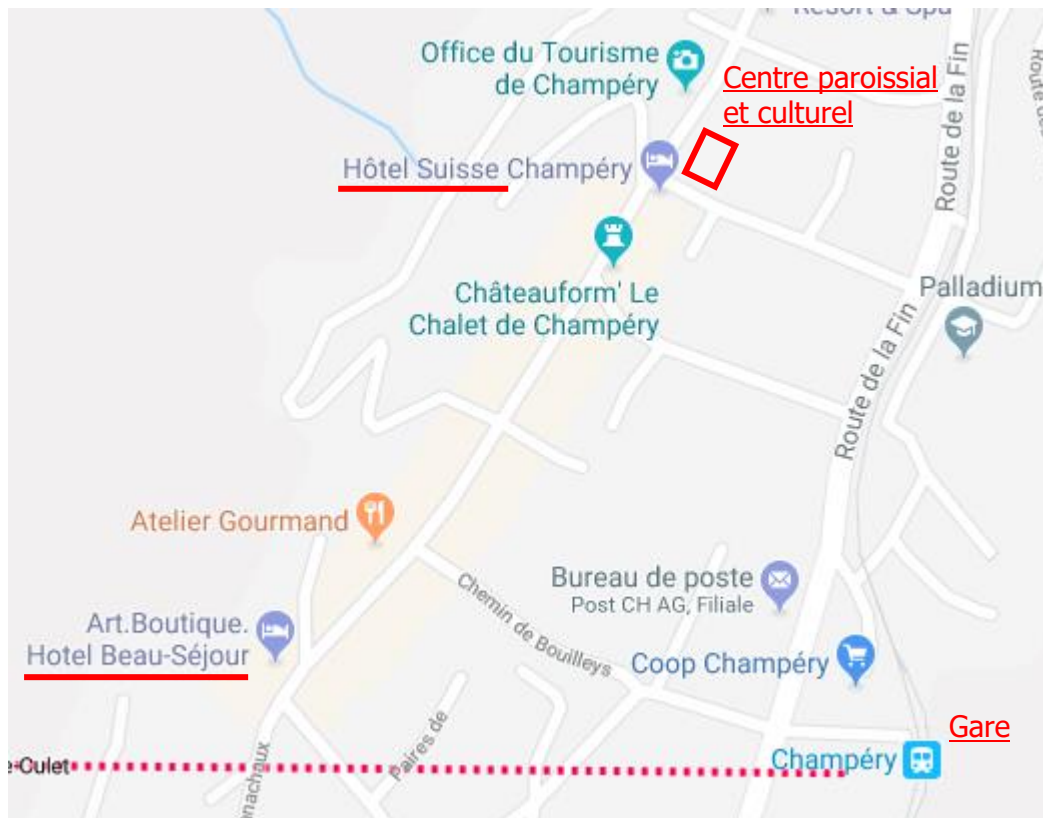 Resort & Spa
Office du Tourisme
de Champéry
Centre paroissial
et culturel
Route de la Fin
Hôtel Suisse Champéry
Châteauform' Le
Chalet de Champéry
Palladium
Route de la Fin
Atelier Gourmand
Chemin de Bouilleys
Bureau de poste
Post CH AG, Filiale
Art.Boutique.
Hotel Beau-Séjour
Coop Champéry
Paires de
Gare
Champéry
e-Culet